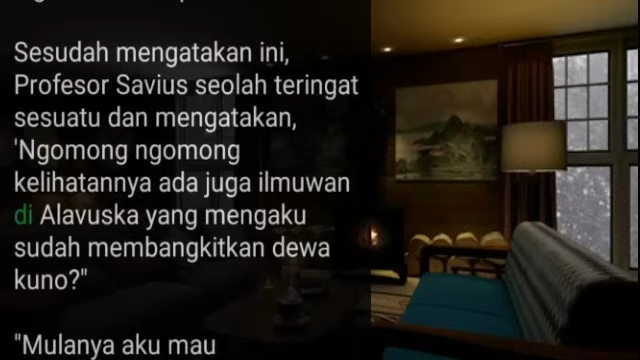 Sesudah mengatakan ini,
Profesor Savius seolah teringat
sesuatu dan mengatakan,
'Ngomong ngomong
kelihatannya ada juga ilmuwan
di Alavuska yang mengaku
sudah membangkitkan dewa
kuno?"
"Mulanya aku mau